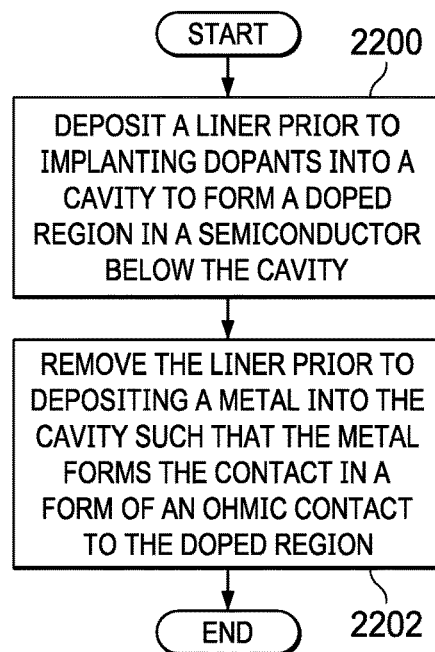 START
2200
DEPOSIT A LINER PRIOR TO
IMPLANTING DOPANTS INTO A
CAVITY TO FORM A DOPED
REGION IN A SEMICONDUCTOR
BELOW THE CAVITY
REMOVE THE LINER PRIOR TO
DEPOSITING A METAL INTO THE
CAVITY SUCH THAT THE METAL
FORMS THE CONTACT IN A
FORM OF AN OHMIC CONTACT
TO THE DOPED REGION
2202
END